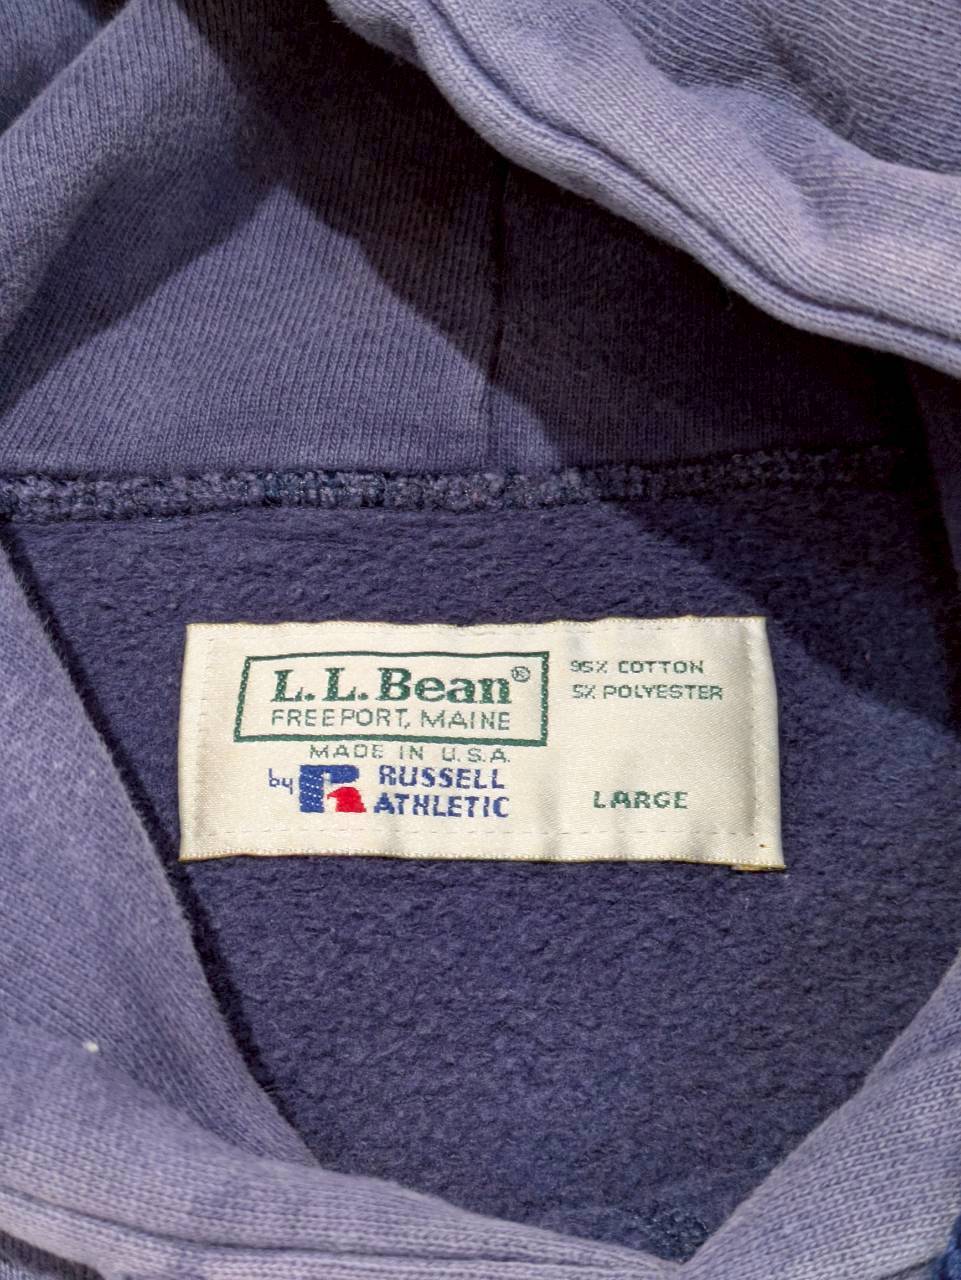 L.L.Bean®
FREEPORT, MAINE
MADE IN U.S.A.
by R RUSSELL
ATHLETIC
95% COTTON
5% POLYESTER
LARGE